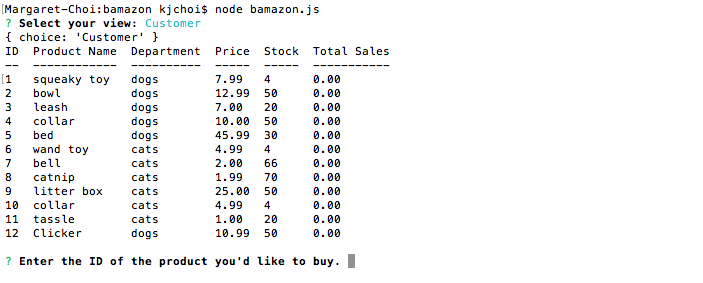 [Margaret-Choi:bamazon kjchoi$ node bamazon.js
? Select your view: Customer
{ choice: 'Customer' }
ID  Product Name  Department  Price  Stock  Total Sales
--  ------------  ----------  -----  -----  -----------
[1   squeaky toy   dogs        7.99   4      0.00
2   bowl          dogs        12.99  50     0.00
3   leash         dogs        7.00   20     0.00
4   collar        dogs        10.00  50     0.00
5   bed           dogs        45.99  30     0.00
6   wand toy      cats        4.99   4      0.00
7   bell          cats        2.00   66     0.00
8   catnip        cats        1.99   70     0.00
9   litter box    cats        25.00  50     0.00
10  collar        cats        4.99   4      0.00
11  tassle        cats        1.00   20     0.00
12  Clicker       dogs        10.99  50     0.00
? Enter the ID of the product you'd like to buy.